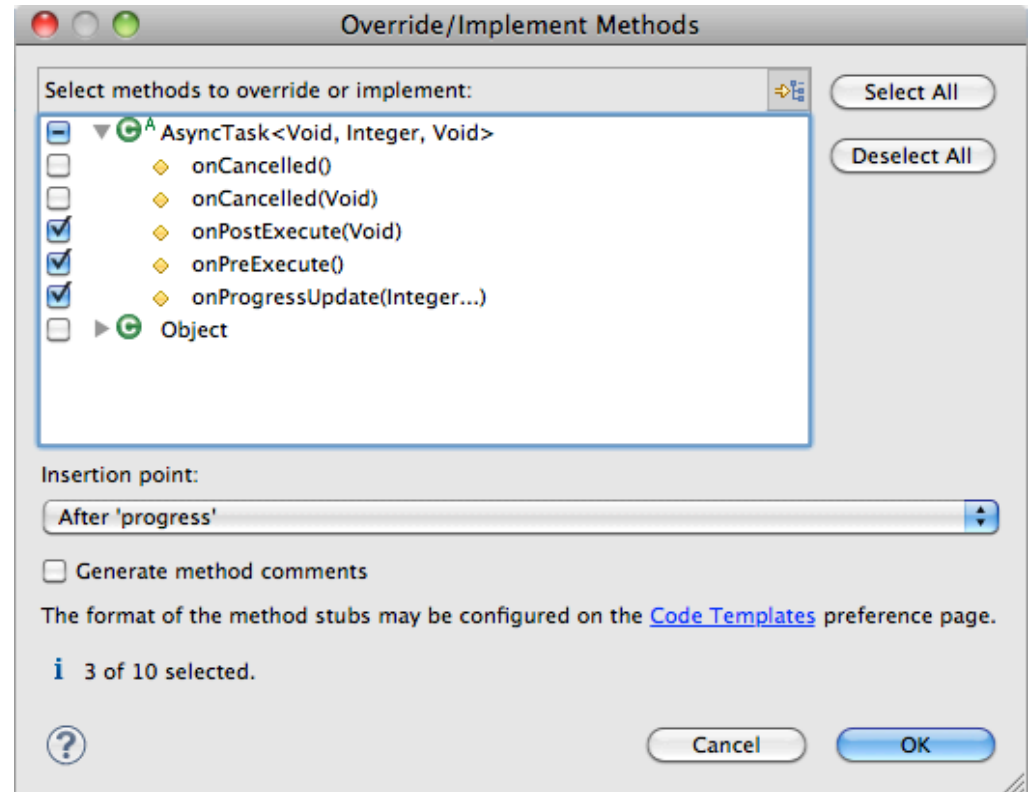 Override/Implement Methods
Select methods to override or implement:
Select All
AsyncTask<Void, Integer, Void>
Deselect All
onCancelled()
onCancelled(Void)
onPostExecute(Void)
onPreExecute()
onProgressUpdate(Integer...)
Object
Insertion point:
After 'progress'
Generate method comments
The format of the method stubs may be configured on the Code Templates preference page.
3 of 10 selected.
Cancel
OK